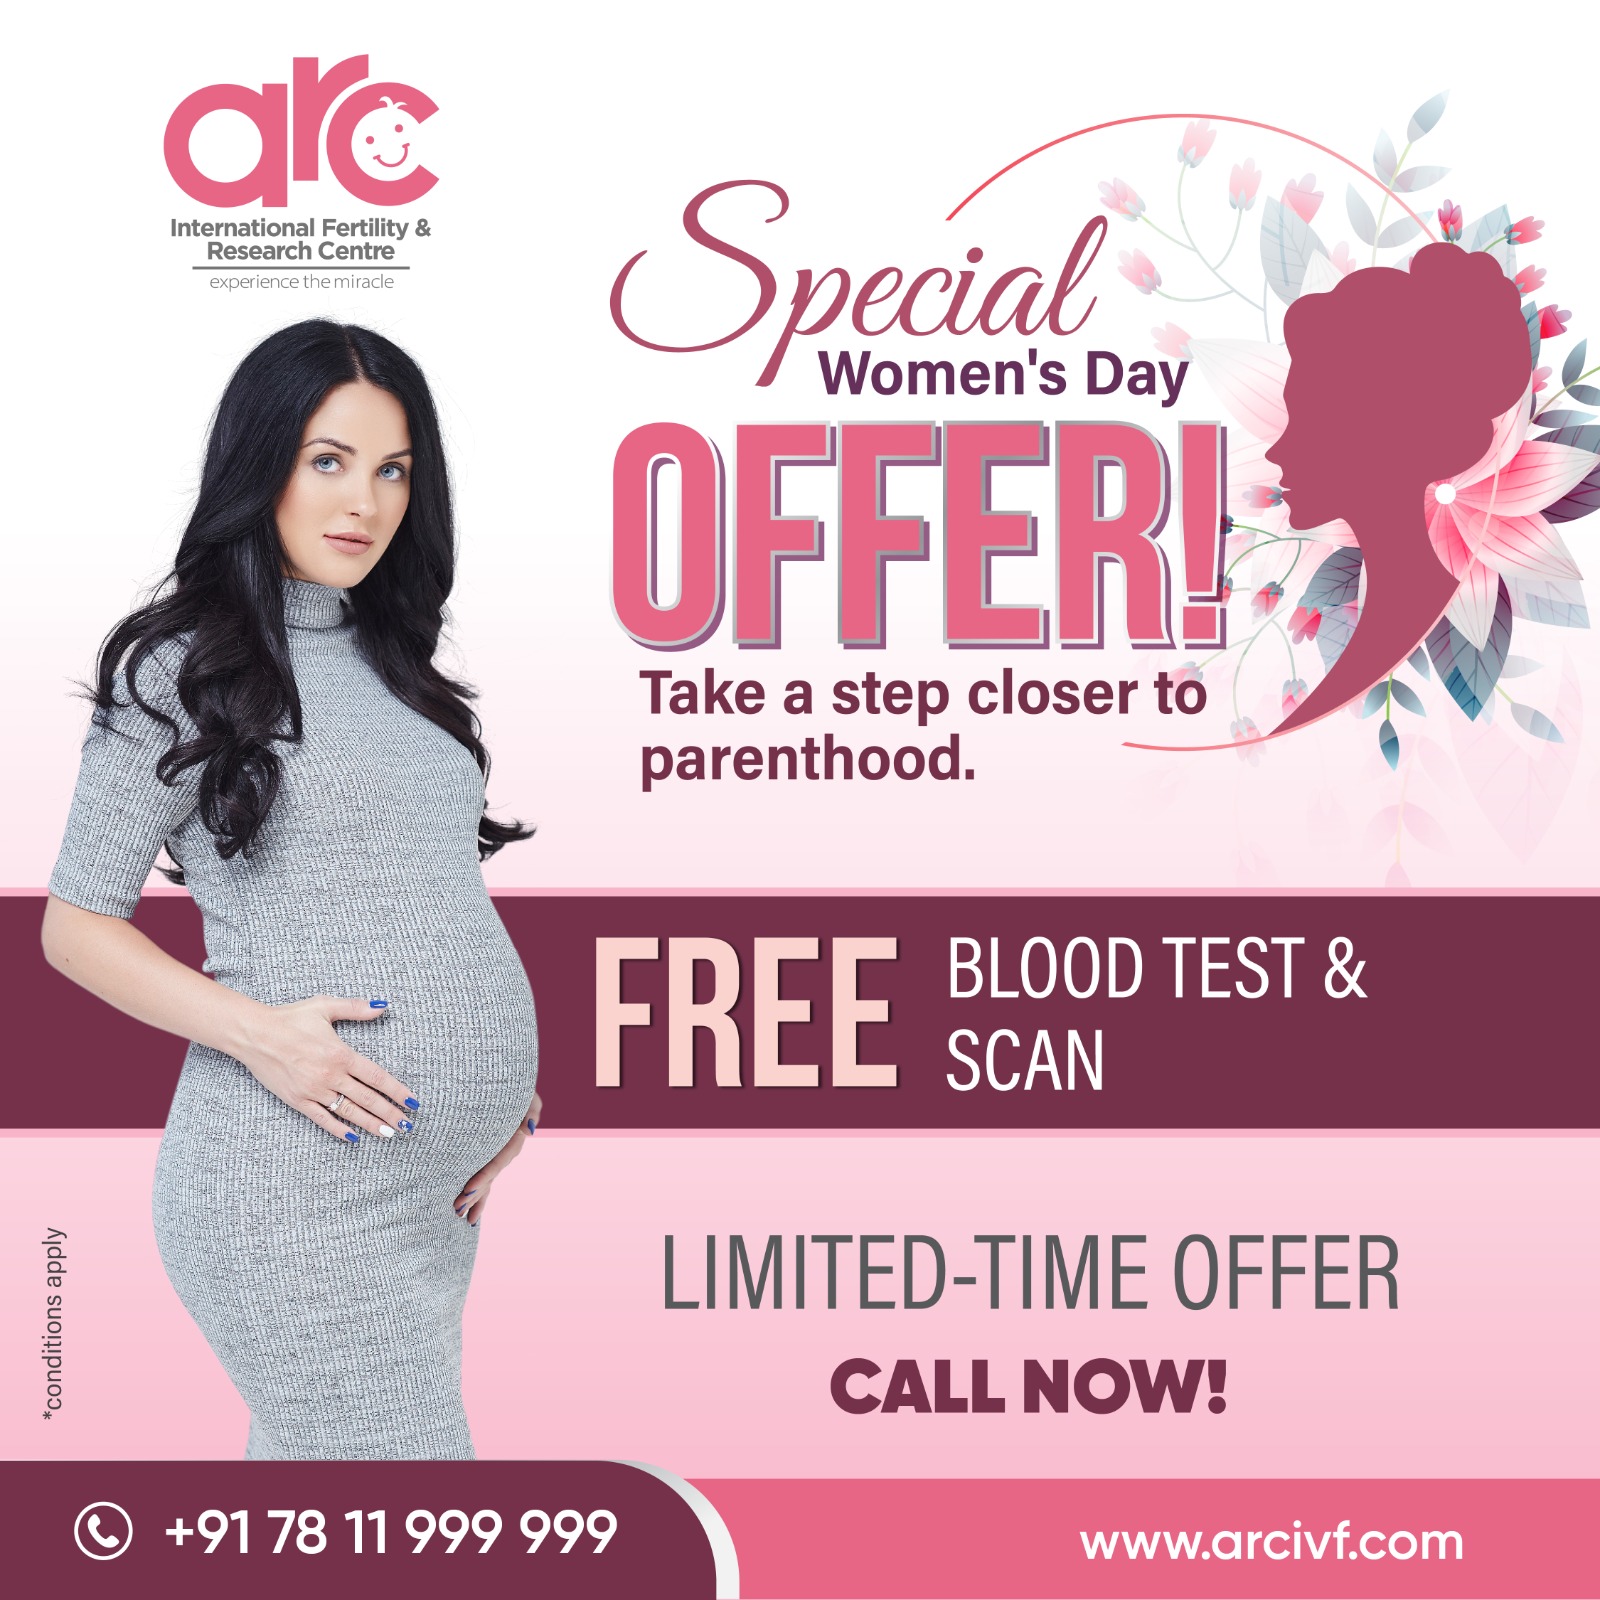 arc
International Fertility &
Research Centre
experience the miracle
Special
Women's Day
OFFER!
Take a step closer to
parenthood.
FREE BLOOD TEST &
SCAN
LIMITED-TIME OFFER
CALL NOW!
*conditions apply
+91 78 11 999 999
www.arcivf.com